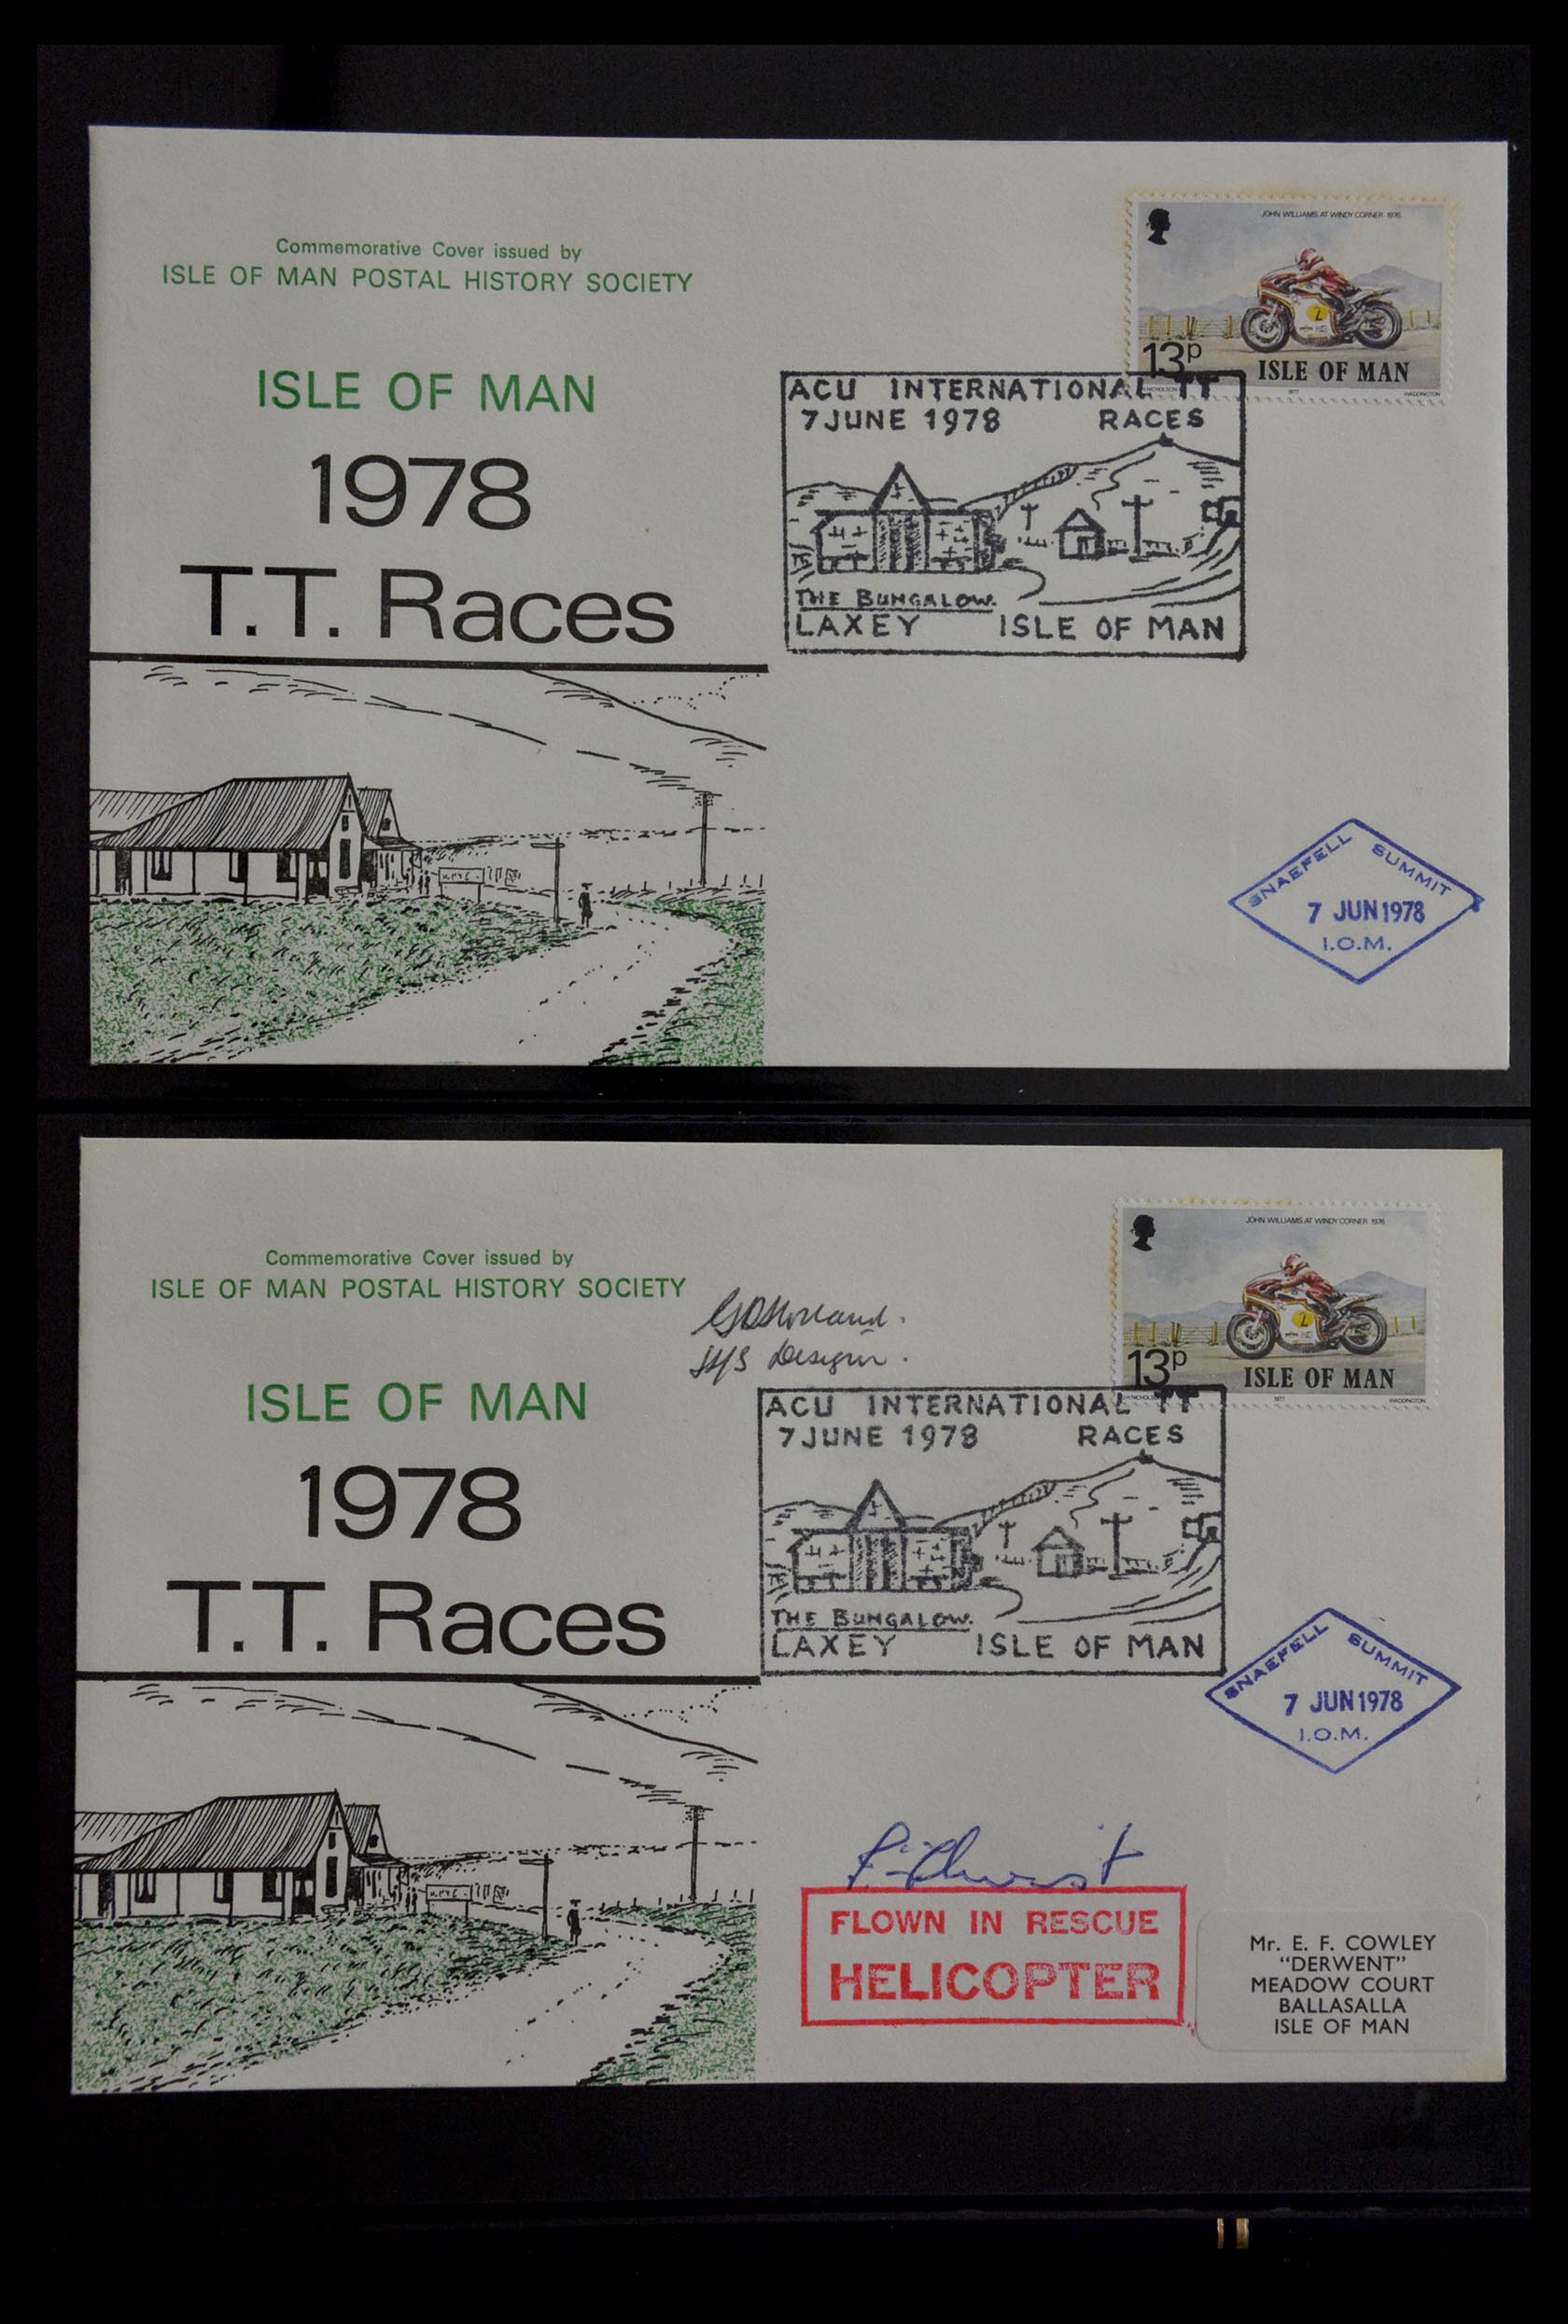 Commemorative Cover issued by
ISLE OF MAN POSTAL HISTORY SOCIETY
ISLE OF MAN
1978
T.T. Races
JOHN WILLIAMS AT WINDY CORNER 1976
13p
ISLE OF MAN
1977
HADDINGTON
ACU INTERNATIONAL TT
7 JUNE 1978 RACES
THE BUNGALOW.
LAXEY ISLE OF MAN
SNAEFELL SUMMIT
7 JUN 1978
I.O.M.
Commemorative Cover issued by
ISLE OF MAN POSTAL HISTORY SOCIETY
ISLE OF MAN
1978
T.T. Races
JOHN WILLIAMS AT WINDY CORNER 1976
13p
ISLE OF MAN
1977
HADDINGTON
ACU INTERNATIONAL TT
7 JUNE 1978 RACES
THE BUNGALOW.
LAXEY ISLE OF MAN
SNAEFELL SUMMIT
7 JUN 1978
I.O.M.
FLOWN IN RESCUE
HELICOPTER
Mr. E. F. COWLEY
"DERWENT"
MEADOW COURT
BALLASALLA
ISLE OF MAN